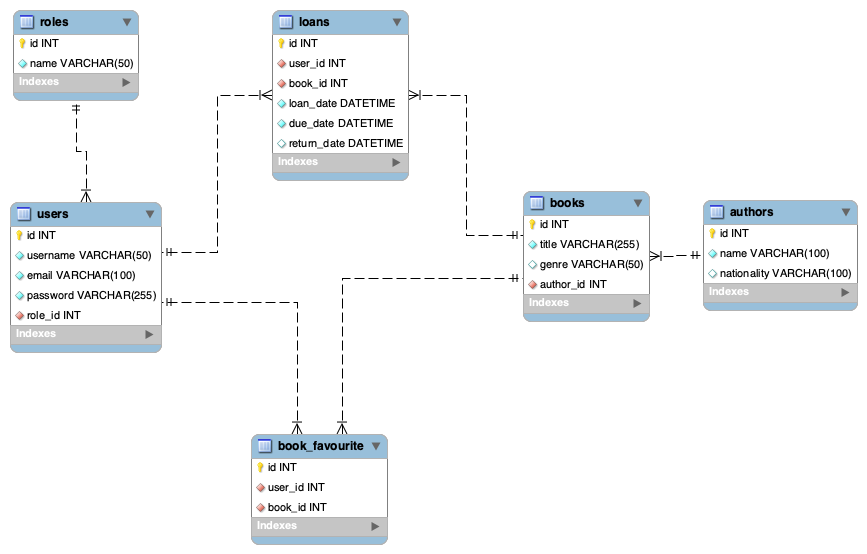 roles
id INT
name VARCHAR(50)
Indexes
loans
id INT
user_id INT
book_id INT
loan_date DATETIME
due_date DATETIME
return_date DATETIME
Indexes
users
id INT
username VARCHAR(50)
email VARCHAR(100)
password VARCHAR(255)
role_id INT
Indexes
books
id INT
title VARCHAR(255)
genre VARCHAR(50)
author_id INT
Indexes
authors
id INT
name VARCHAR(100)
nationality VARCHAR(100)
Indexes
book_favourite
id INT
user_id INT
book_id INT
Indexes